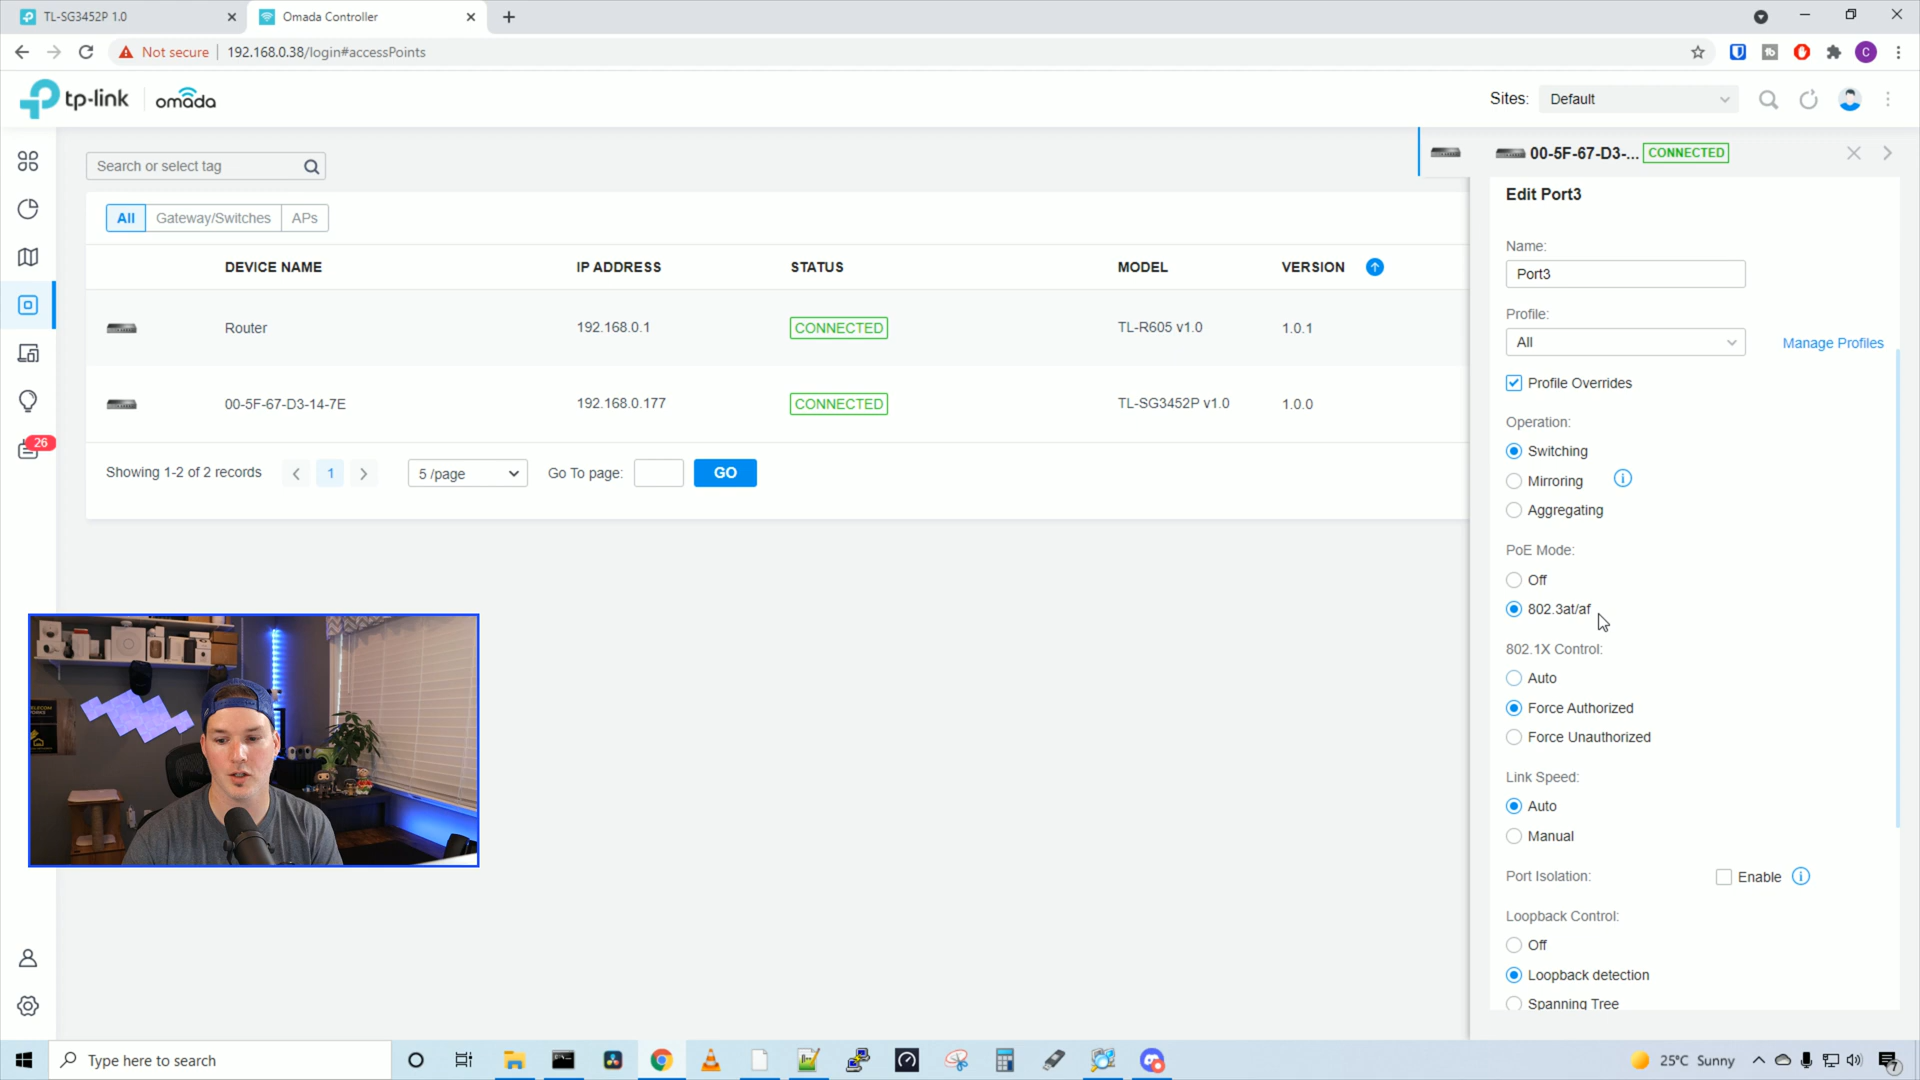 TL-SG3452P 1.0
Omada Controller
Not secure
192.168.0.38/login#accessPoints
C
tp-link
omada
Sites:
Default
Search or select tag
00-5F-67-D3-...
CONNECTED
All
Gateway/Switches
APs
DEVICE NAME
IP ADDRESS
STATUS
MODEL
VERSION
Router
192.168.0.1
CONNECTED
TL-R605 v1.0
1.0.1
00-5F-67-D3-14-7E
192.168.0.177
CONNECTED
TL-SG3452P v1.0
1.0.0
Showing 1-2 of 2 records
1
5 /page
Go To page:
GO
26
Edit Port3
Name:
Port3
Profile:
All
Manage Profiles
Profile Overrides
Operation:
Switching
Mirroring
Aggregating
PoE Mode:
Off
802.3at/af
802.1X Control:
Auto
Force Authorized
Force Unauthorized
Link Speed:
Auto
Manual
Port Isolation:
Enable
Loopback Control:
Off
Loopback detection
Spanning Tree
Type here to search
25°C Sunny
7